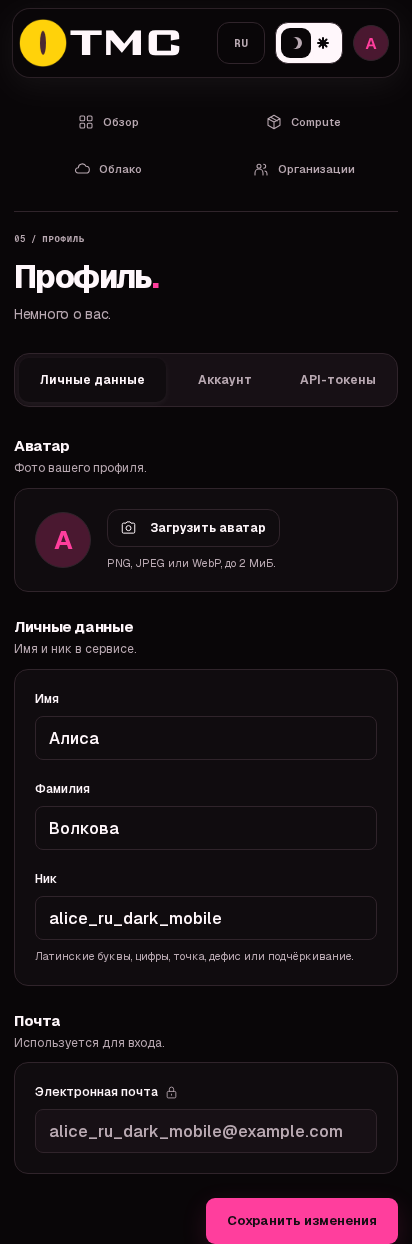 TMC
RU
A
Обзор
Compute
Облако
Организации
05 / ПРОФИЛЬ
Профиль.
Немного о вас.
Личные данные
Аккаунт
API-токены
Аватар
Фото вашего профиля.
A
Загрузить аватар
PNG, JPEG или WebP, до 2 МиБ.
Личные данные
Имя и ник в сервисе.
Имя
Алиса
Фамилия
Волкова
Ник
alice_ru_dark_mobile
Латинские буквы, цифры, точка, дефис или подчёркивание.
Почта
Используется для входа.
Электронная почта
alice_ru_dark_mobile@example.com
Сохранить изменения